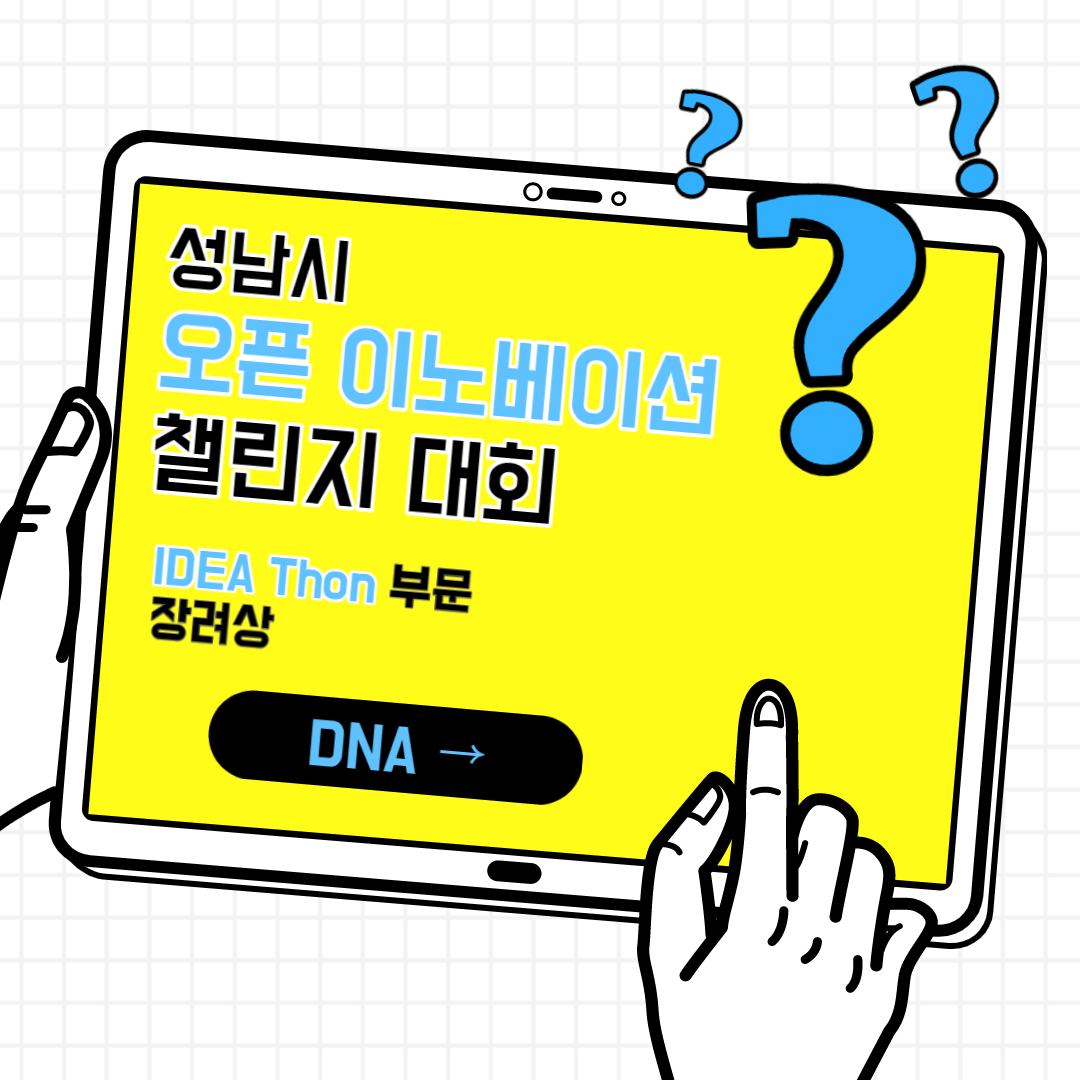 성남시
오픈 이노베이션
챌린지 대회
IDEA Thon 부문
장려상
DNA →